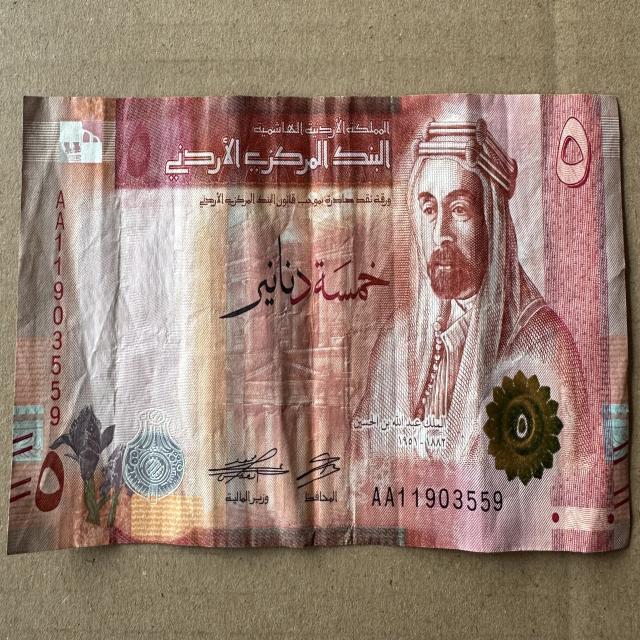 المملكة الأردنية الهاشمية
البنك المركزي الأردني
ورقة نقد صادرة بموجب قانون البنك المركزي الأردني
خمسة دنانير
الملك عبد الله بن الحسين
١٨٨٢-١٩٥١
المحافظ
وزير المالية
AA11903559
AA11903559
٥
٥
٥
٥